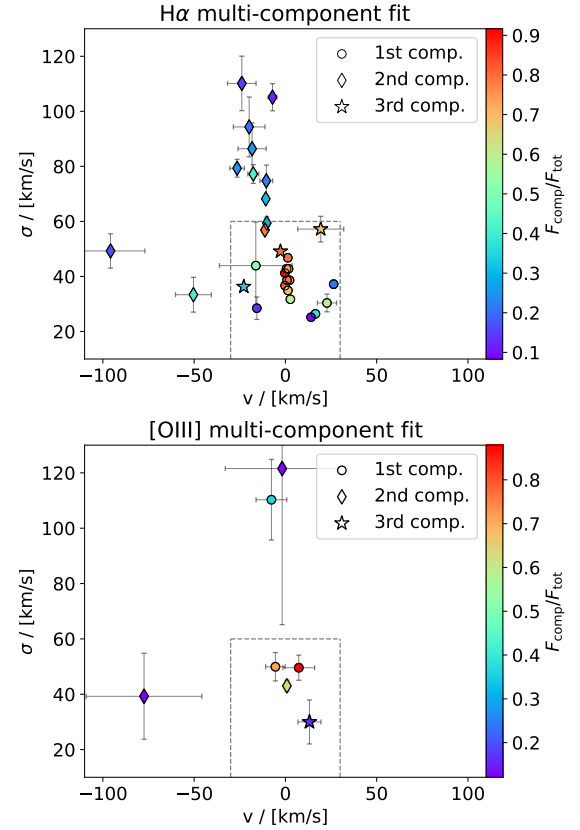 Hα multi-component fit
120
100
80
60
40
20
σ / [km/s]
−100
−50
0
50
100
v / [km/s]
1st comp.
2nd comp.
3rd comp.
0.9
0.8
0.7
0.6
0.5
0.4
0.3
0.2
0.1
Fcomp/Ftot
[OIII] multi-component fit
120
100
80
60
40
20
σ / [km/s]
−100
−50
0
50
100
v / [km/s]
1st comp.
2nd comp.
3rd comp.
0.8
0.7
0.6
0.5
0.4
0.3
0.2
Fcomp/Ftot